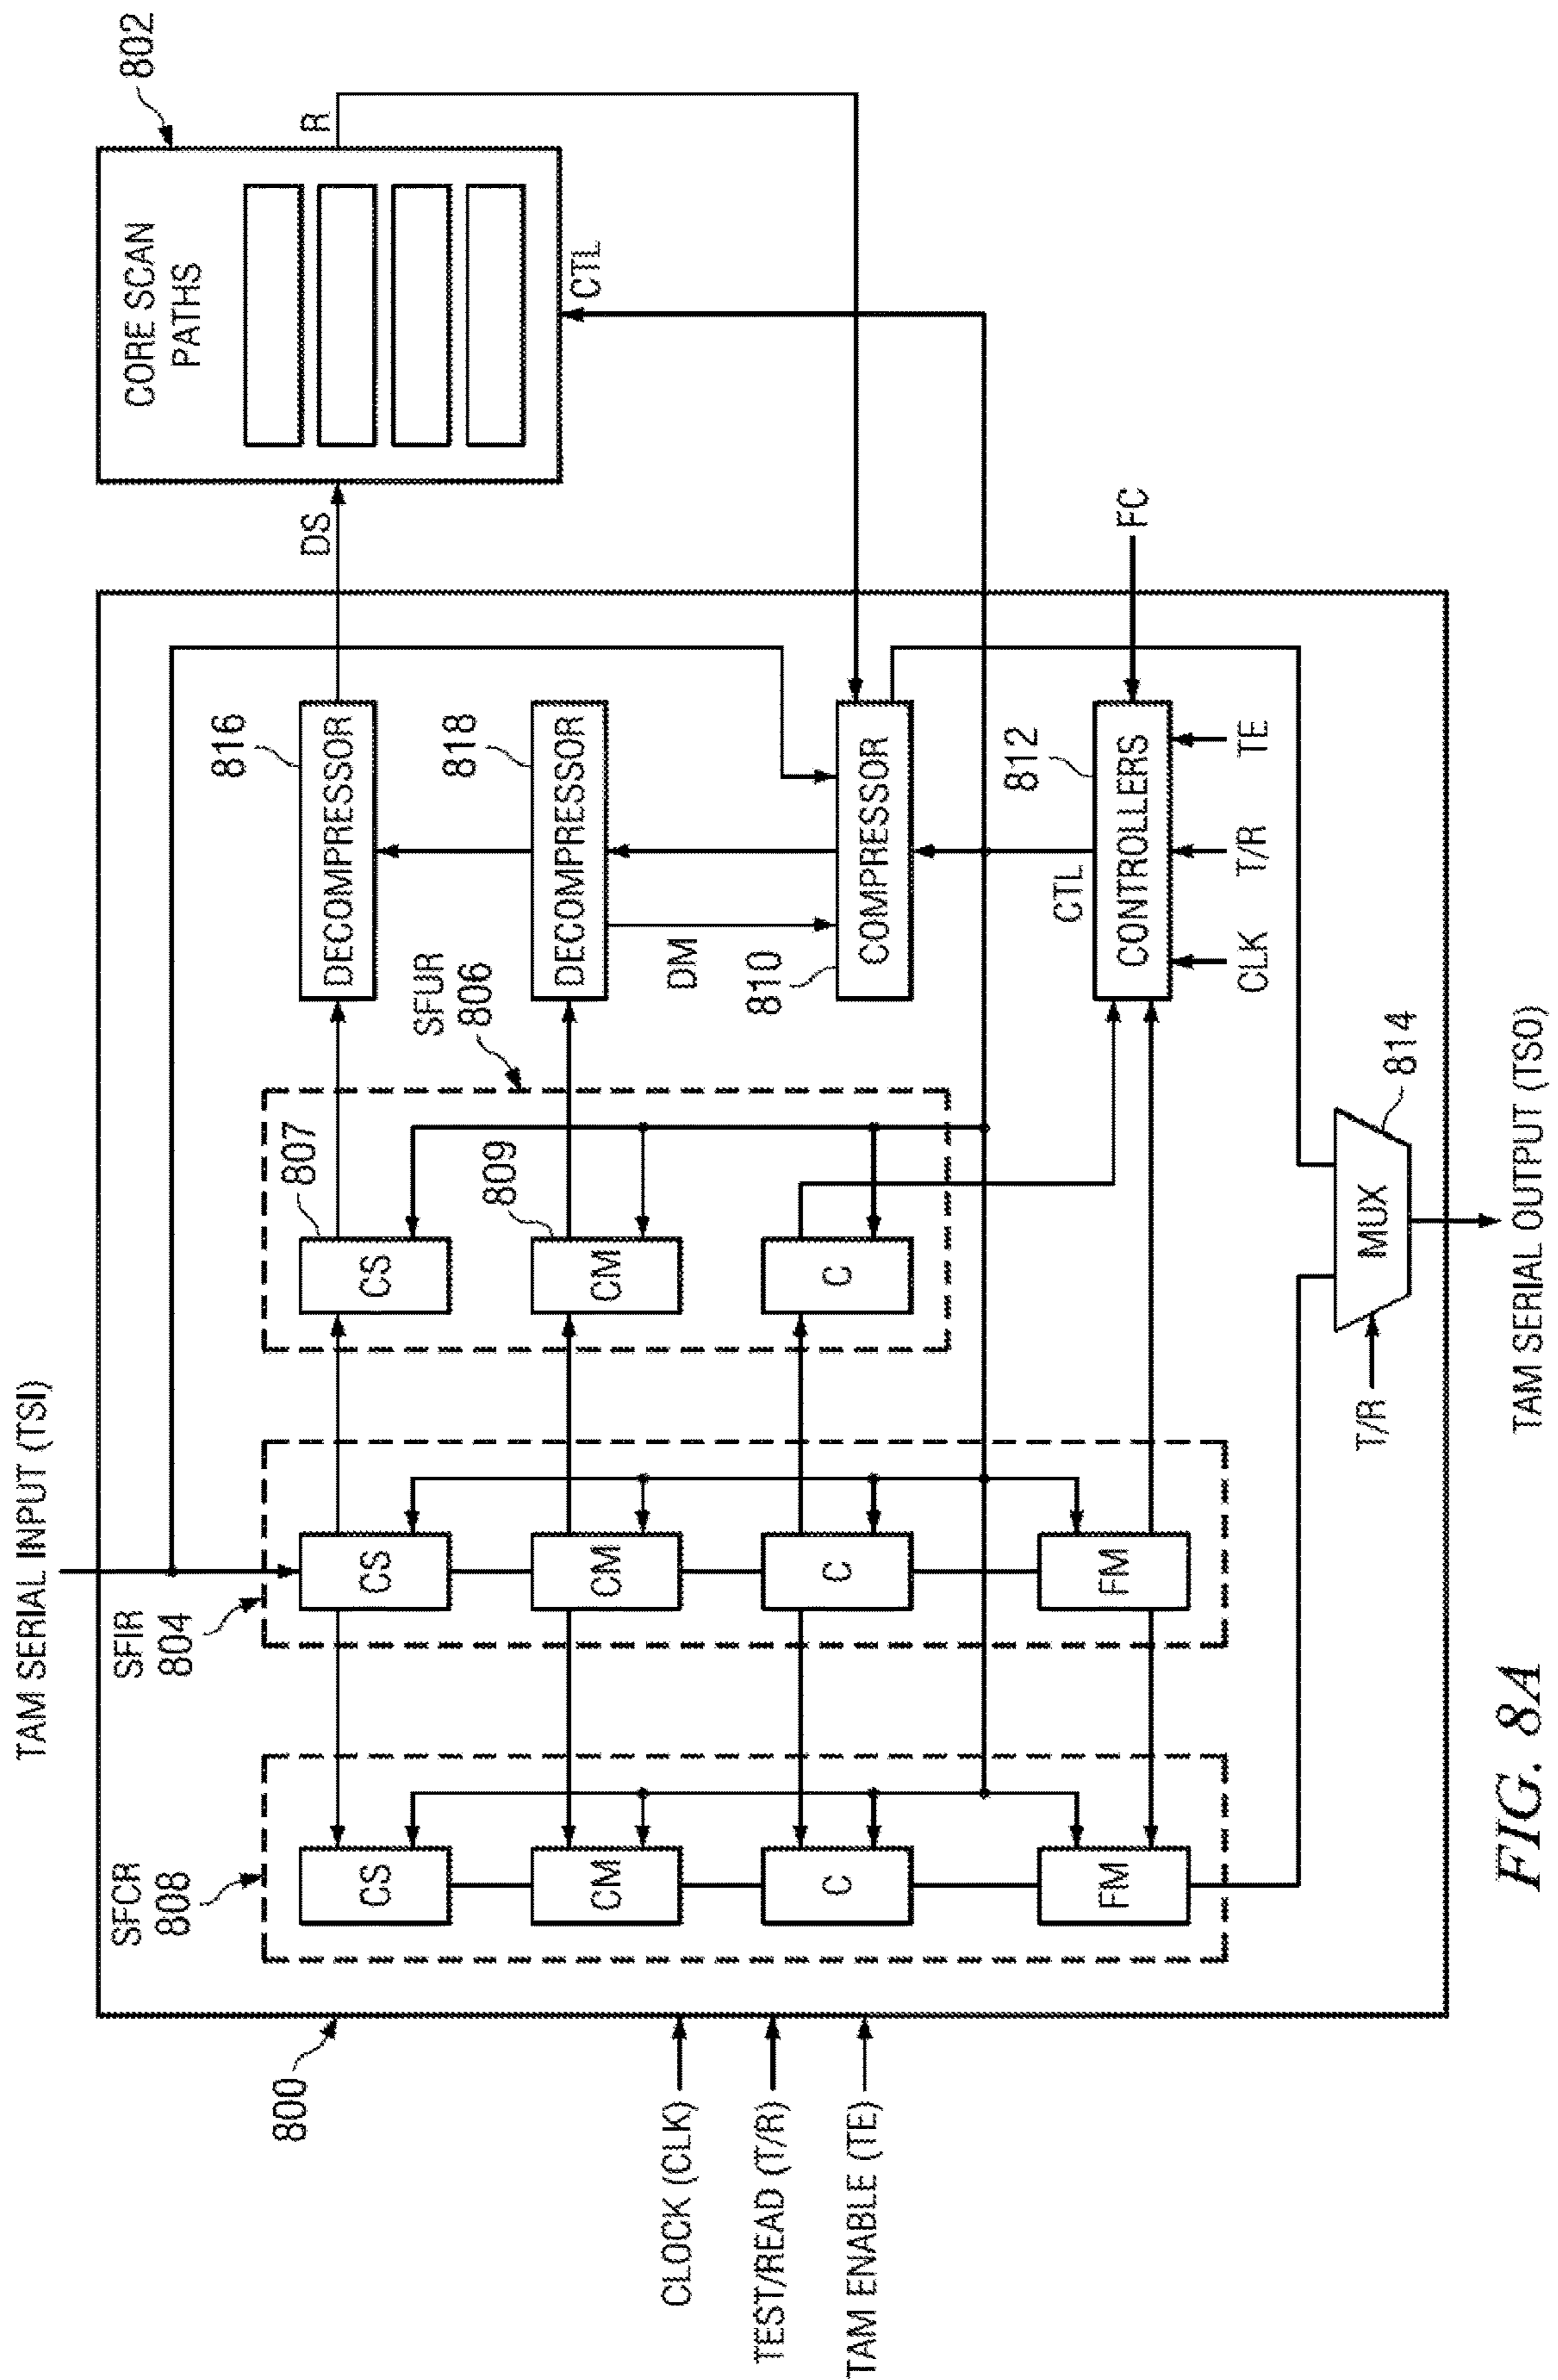 TAM SERIAL INPUT (TSI)
802
CORE SCAN
PATHS
R
DS
CTL
SFCR
808
SFIR
804
CS
CS
807
CS
816
DECOMPRESSOR
SFUR
806
CM
CM
809
CM
818
DECOMPRESSOR
DM
C
C
C
810
COMPRESSOR
CTL
812
FM
FM
CONTROLLERS
FC
CLK
T/R
TE
T/R
MUX
814
800
CLOCK (CLK)
TEST/READ (T/R)
TAM ENABLE (TE)
TAM SERIAL OUTPUT (TSO)
FIG. 8A